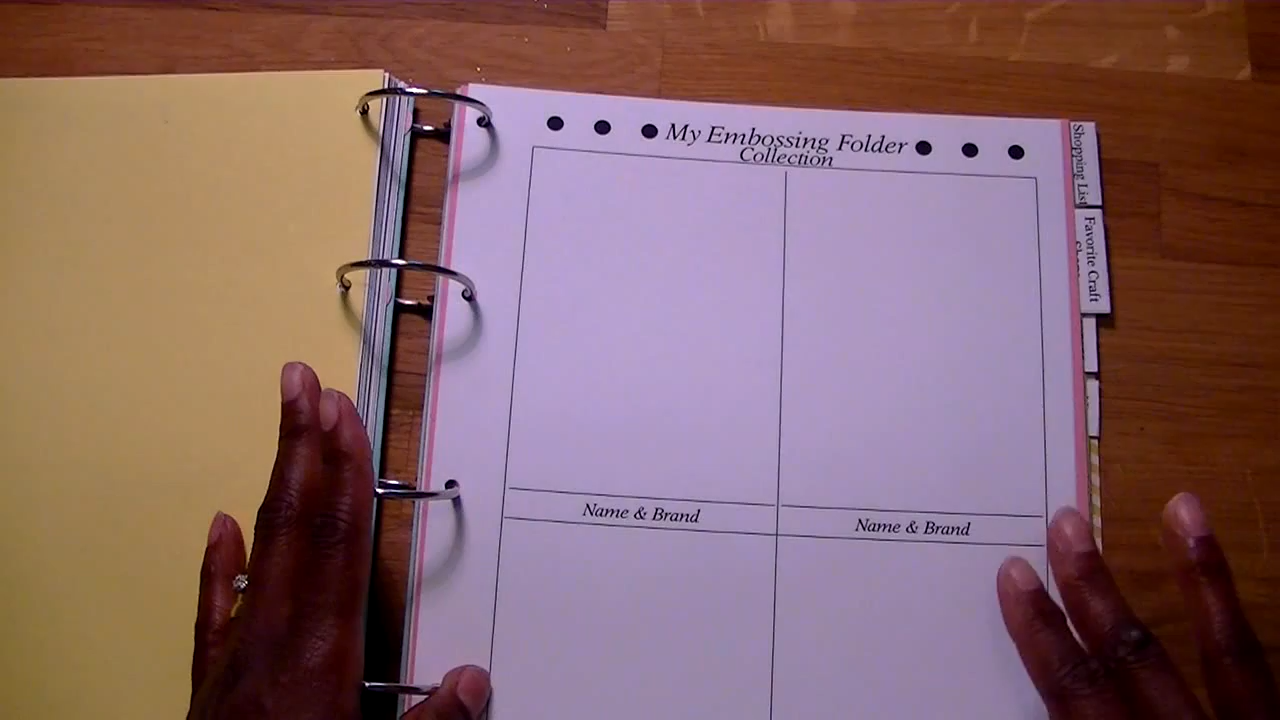 My Embossing Folder
Collection
Name & Brand
Name & Brand
Shopping List
Favorite Craft